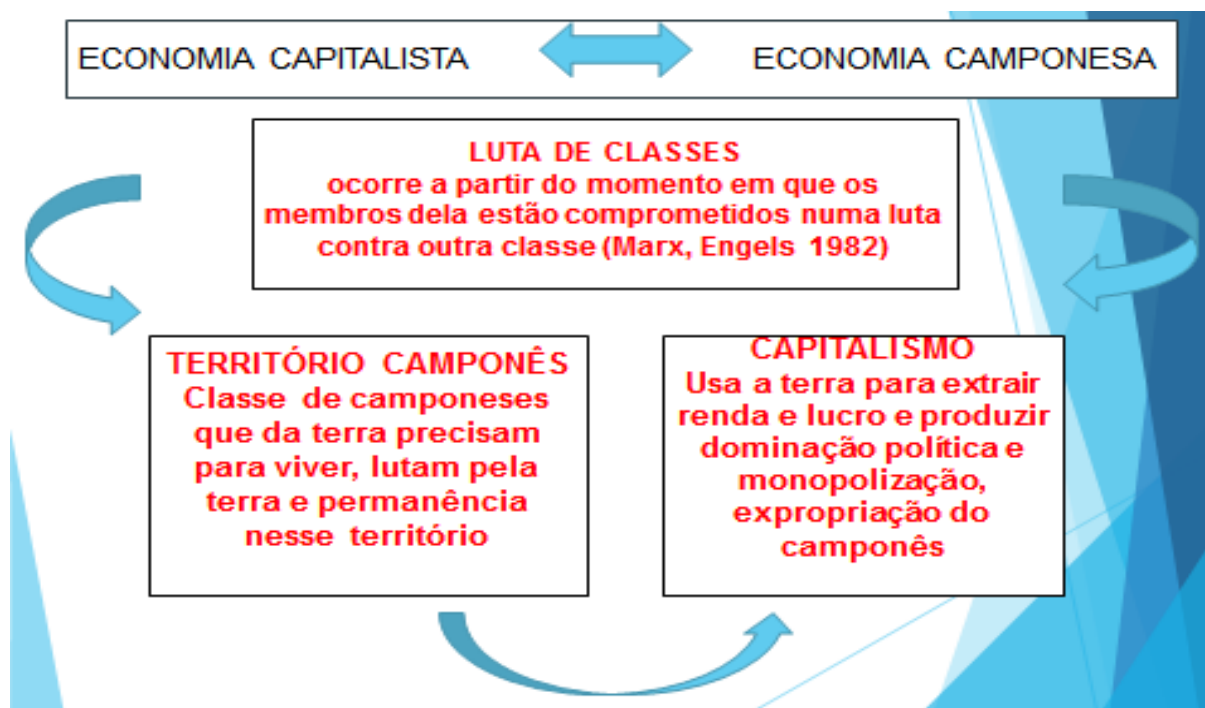 ECONOMIA CAPITALISTA
ECONOMIA CAMPONESA
LUTA DE CLASSES
ocorre a partir do momento em que os
membros dela estão comprometidos numa luta
contra outra classe (Marx, Engels 1982)
TERRITÓRIO CAMPONÊS
Classe de camponeses
que da terra precisam
para viver, lutam pela
terra e permanência
nesse território
CAPITALISMO
Usa a terra para extrair
renda e lucro e produzir
dominação política e
monopolização,
expropriação do
camponês